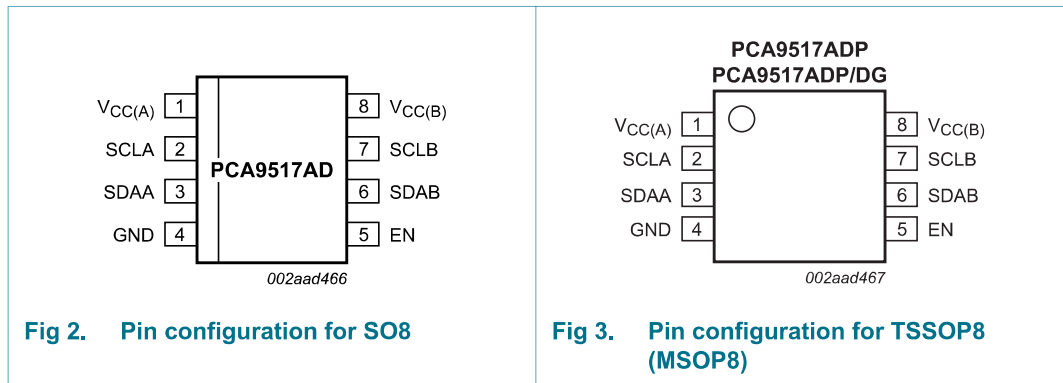 PCA9517AD
VCC(A) 1
8 VCC(B)
SCLA 2
7 SCLB
SDAA 3
6 SDAB
GND 4
5 EN
002aad466
Fig 2. Pin configuration for SO8
PCA9517ADP
PCA9517ADP/DG
VCC(A) 1
8 VCC(B)
SCLA 2
7 SCLB
SDAA 3
6 SDAB
GND 4
5 EN
002aad467
Fig 3. Pin configuration for TSSOP8
(MSOP8)